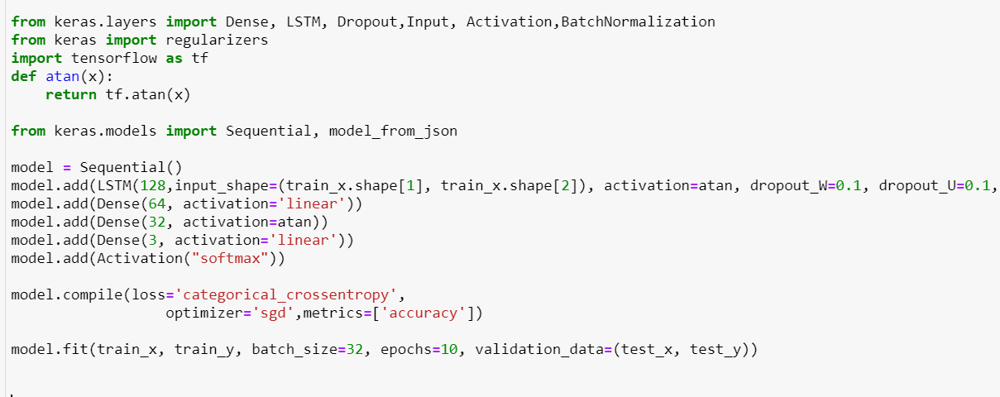 from keras.layers import Dense, LSTM, Dropout,Input, Activation,BatchNormalization
from keras import regularizers
import tensorflow as tf
def atan(x):
    return tf.atan(x)
from keras.models import Sequential, model_from_json
model = Sequential()
model.add(LSTM(128,input_shape=(train_x.shape[1], train_x.shape[2]), activation=atan, dropout_W=0.1, dropout_U=0.1,
model.add(Dense(64, activation='linear'))
model.add(Dense(32, activation=atan))
model.add(Dense(3, activation='linear'))
model.add(Activation("softmax"))
model.compile(loss='categorical_crossentropy',
                  optimizer='sgd',metrics=['accuracy'])
model.fit(train_x, train_y, batch_size=32, epochs=10, validation_data=(test_x, test_y))